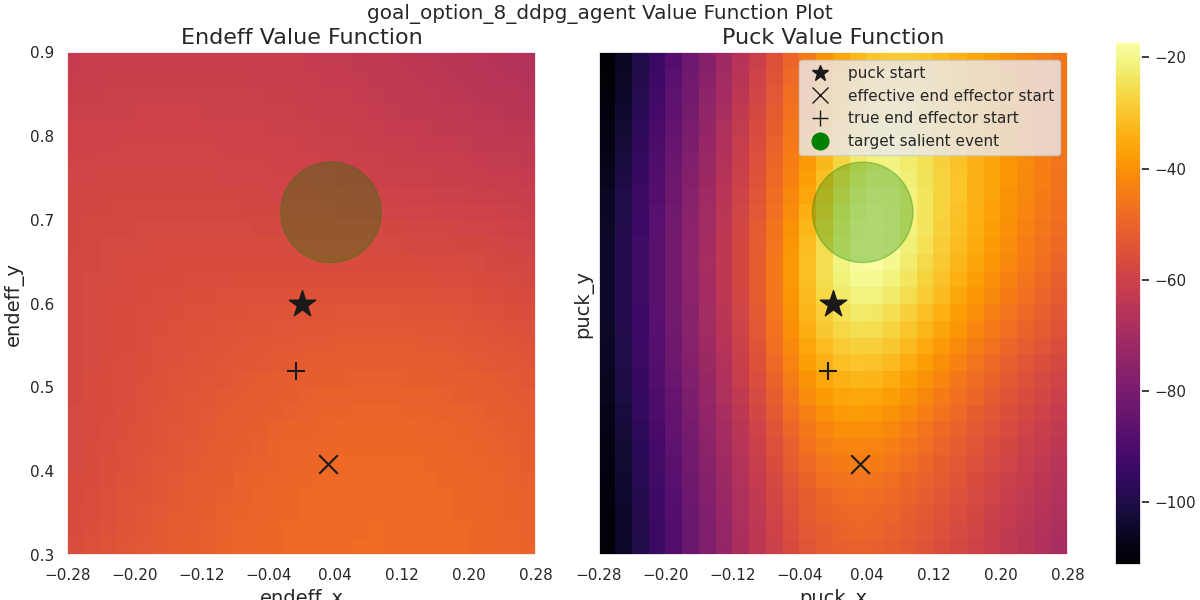 goal_option_8_ddpg_agent Value Function Plot
Endeff Value Function
Puck Value Function
0.9
0.8
0.7
0.6
0.5
0.4
0.3
endeff_y
−0.28 −0.20 −0.12 −0.04 0.04 0.12 0.20 0.28
endeff_x
puck_y
puck start
effective end effector start
true end effector start
target salient event
−0.28 −0.20 −0.12 −0.04 0.04 0.12 0.20 0.28
puck_x
−20
−40
−60
−80
−100